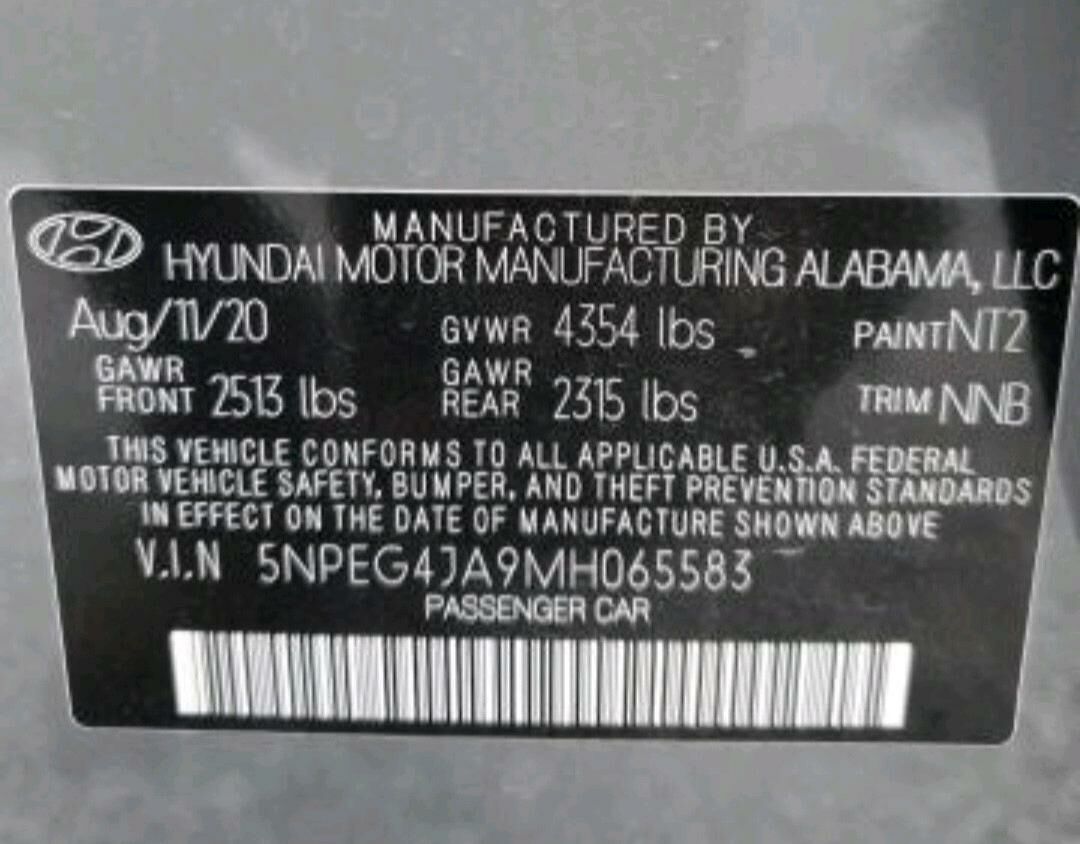 MANUFACTURED BY
HYUNDAI MOTOR MANUFACTURING ALABAMA, LLC
Aug/11/20 GVWR 4354 lbs PAINT NT2
GAWR FRONT 2513 lbs GAWR REAR 2315 lbs TRIM NNB
THIS VEHICLE CONFORMS TO ALL APPLICABLE U.S.A. FEDERAL
MOTOR VEHICLE SAFETY, BUMPER, AND THEFT PREVENTION STANDARDS
IN EFFECT ON THE DATE OF MANUFACTURE SHOWN ABOVE
V.I.N 5NPEG4JA9MH065583
PASSENGER CAR